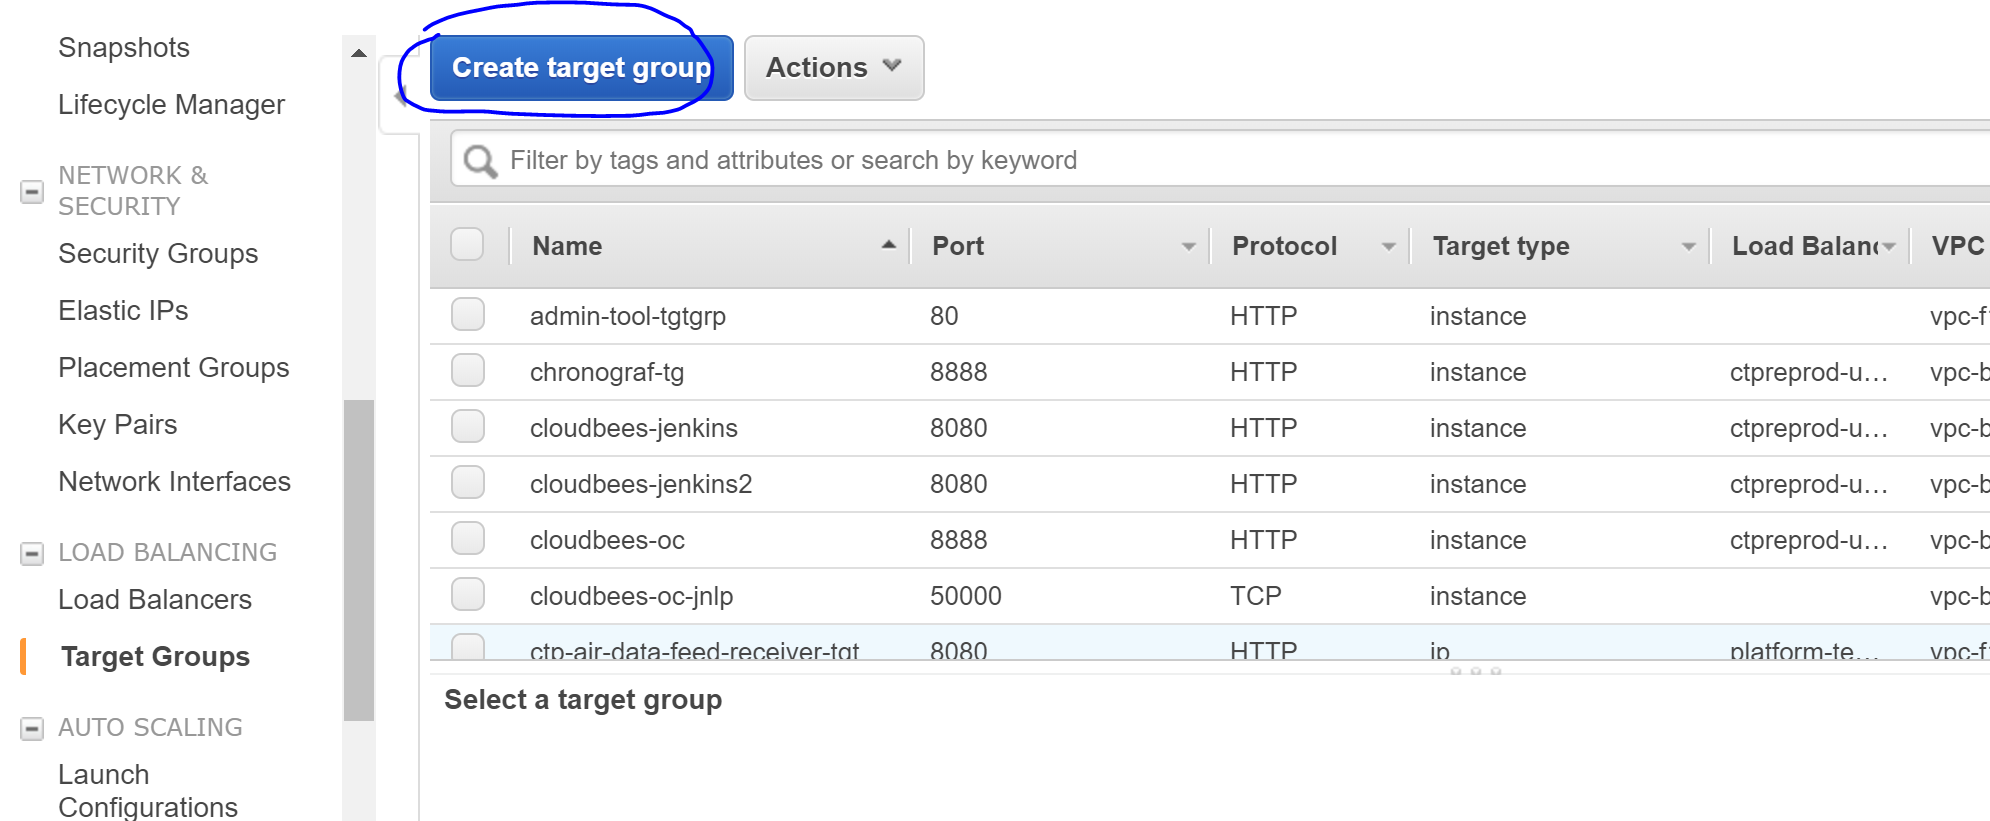 Snapshots
Lifecycle Manager
NETWORK &
SECURITY
Security Groups
Elastic IPs
Placement Groups
Key Pairs
Network Interfaces
LOAD BALANCING
Load Balancers
Target Groups
AUTO SCALING
Launch
Configurations
Create target group Actions
Filter by tags and attributes or search by keyword
Name Port Protocol Target type Load Balanc VPC
admin-tool-tgtgrp 80 HTTP instance vpc-f
chronograf-tg 8888 HTTP instance ctpreprod-u... vpc-b
cloudbees-jenkins 8080 HTTP instance ctpreprod-u... vpc-b
cloudbees-jenkins2 8080 HTTP instance ctpreprod-u... vpc-b
cloudbees-oc 8888 HTTP instance ctpreprod-u... vpc-b
cloudbees-oc-jnlp 50000 TCP instance vpc-b
ctp-air-data-feed-receiver-tgt 8080 HTTP ip platform-te... vpc-f
Select a target group